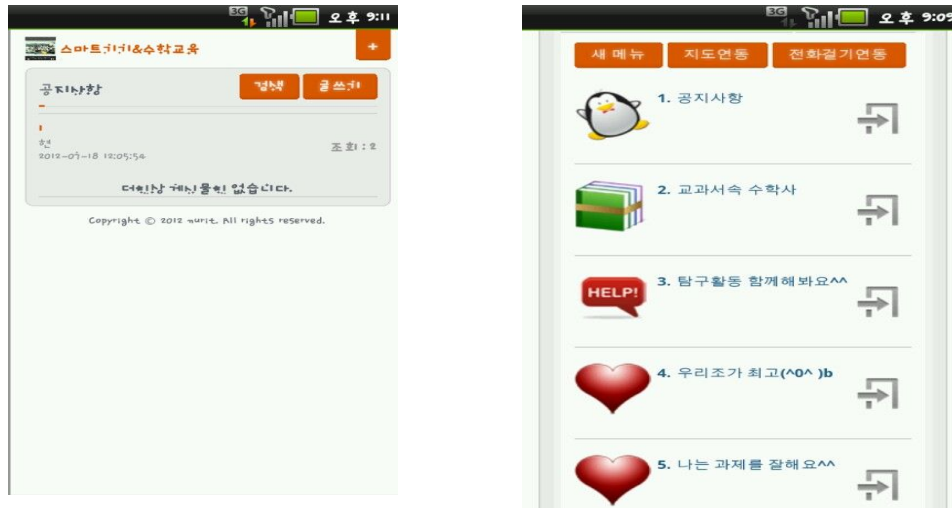 3G 오후 9:11
스마트기기&수학교육
+
공지사항
검색 글쓰기
1
현
2012-07-18 12:05:54
조회:2
더이상 게시물이 없습니다.
Copyright © 2012 nurit. All rights reserved.
3G 오후 9:09
새 메뉴 지도연동 전화걸기연동
1. 공지사항
2. 교과서속 수학사
HELP!
3. 탐구활동 함께해봐요^^
4. 우리조가 최고(^0^ )b
5. 나는 과제를 잘해요^^